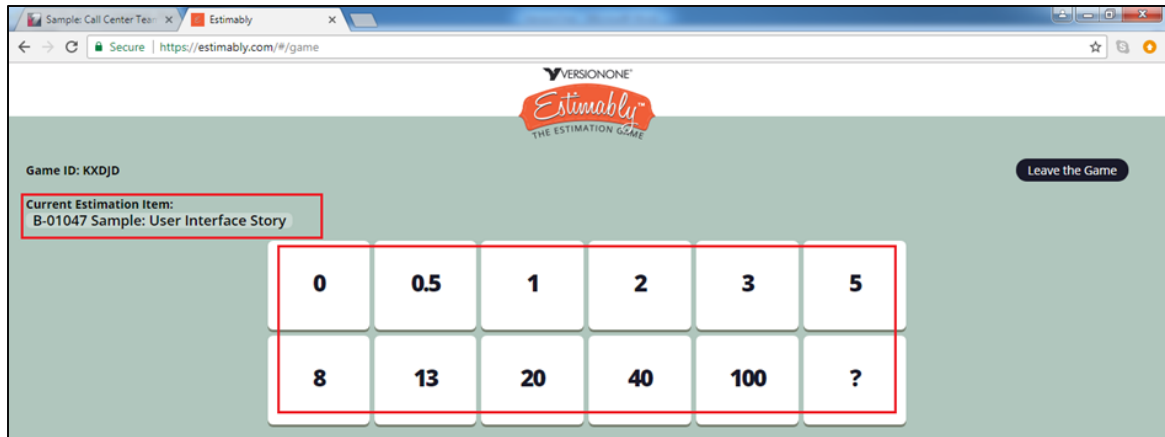 Sample: Call Center Tear
Estimably
Secure | https://estimably.com/#/game
VERSIONONE
Estimably™
THE ESTIMATION GAME
Game ID: KXDJD
Leave the Game
Current Estimation Item:
B-01047 Sample: User Interface Story
0 0.5 1 2 3 5
8 13 20 40 100 ?